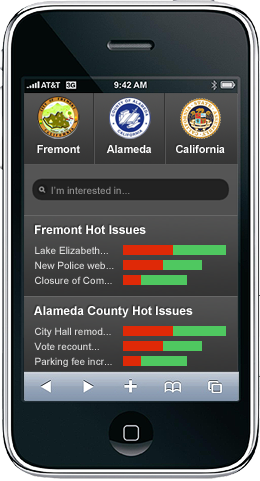 AT&T 3G 9:42 AM
Fremont Alameda California
I'm interested in...
Fremont Hot Issues
Lake Elizabeth...
New Police web...
Closure of Com...
Alameda County Hot Issues
City Hall remod...
Vote recount...
Parking fee incr...